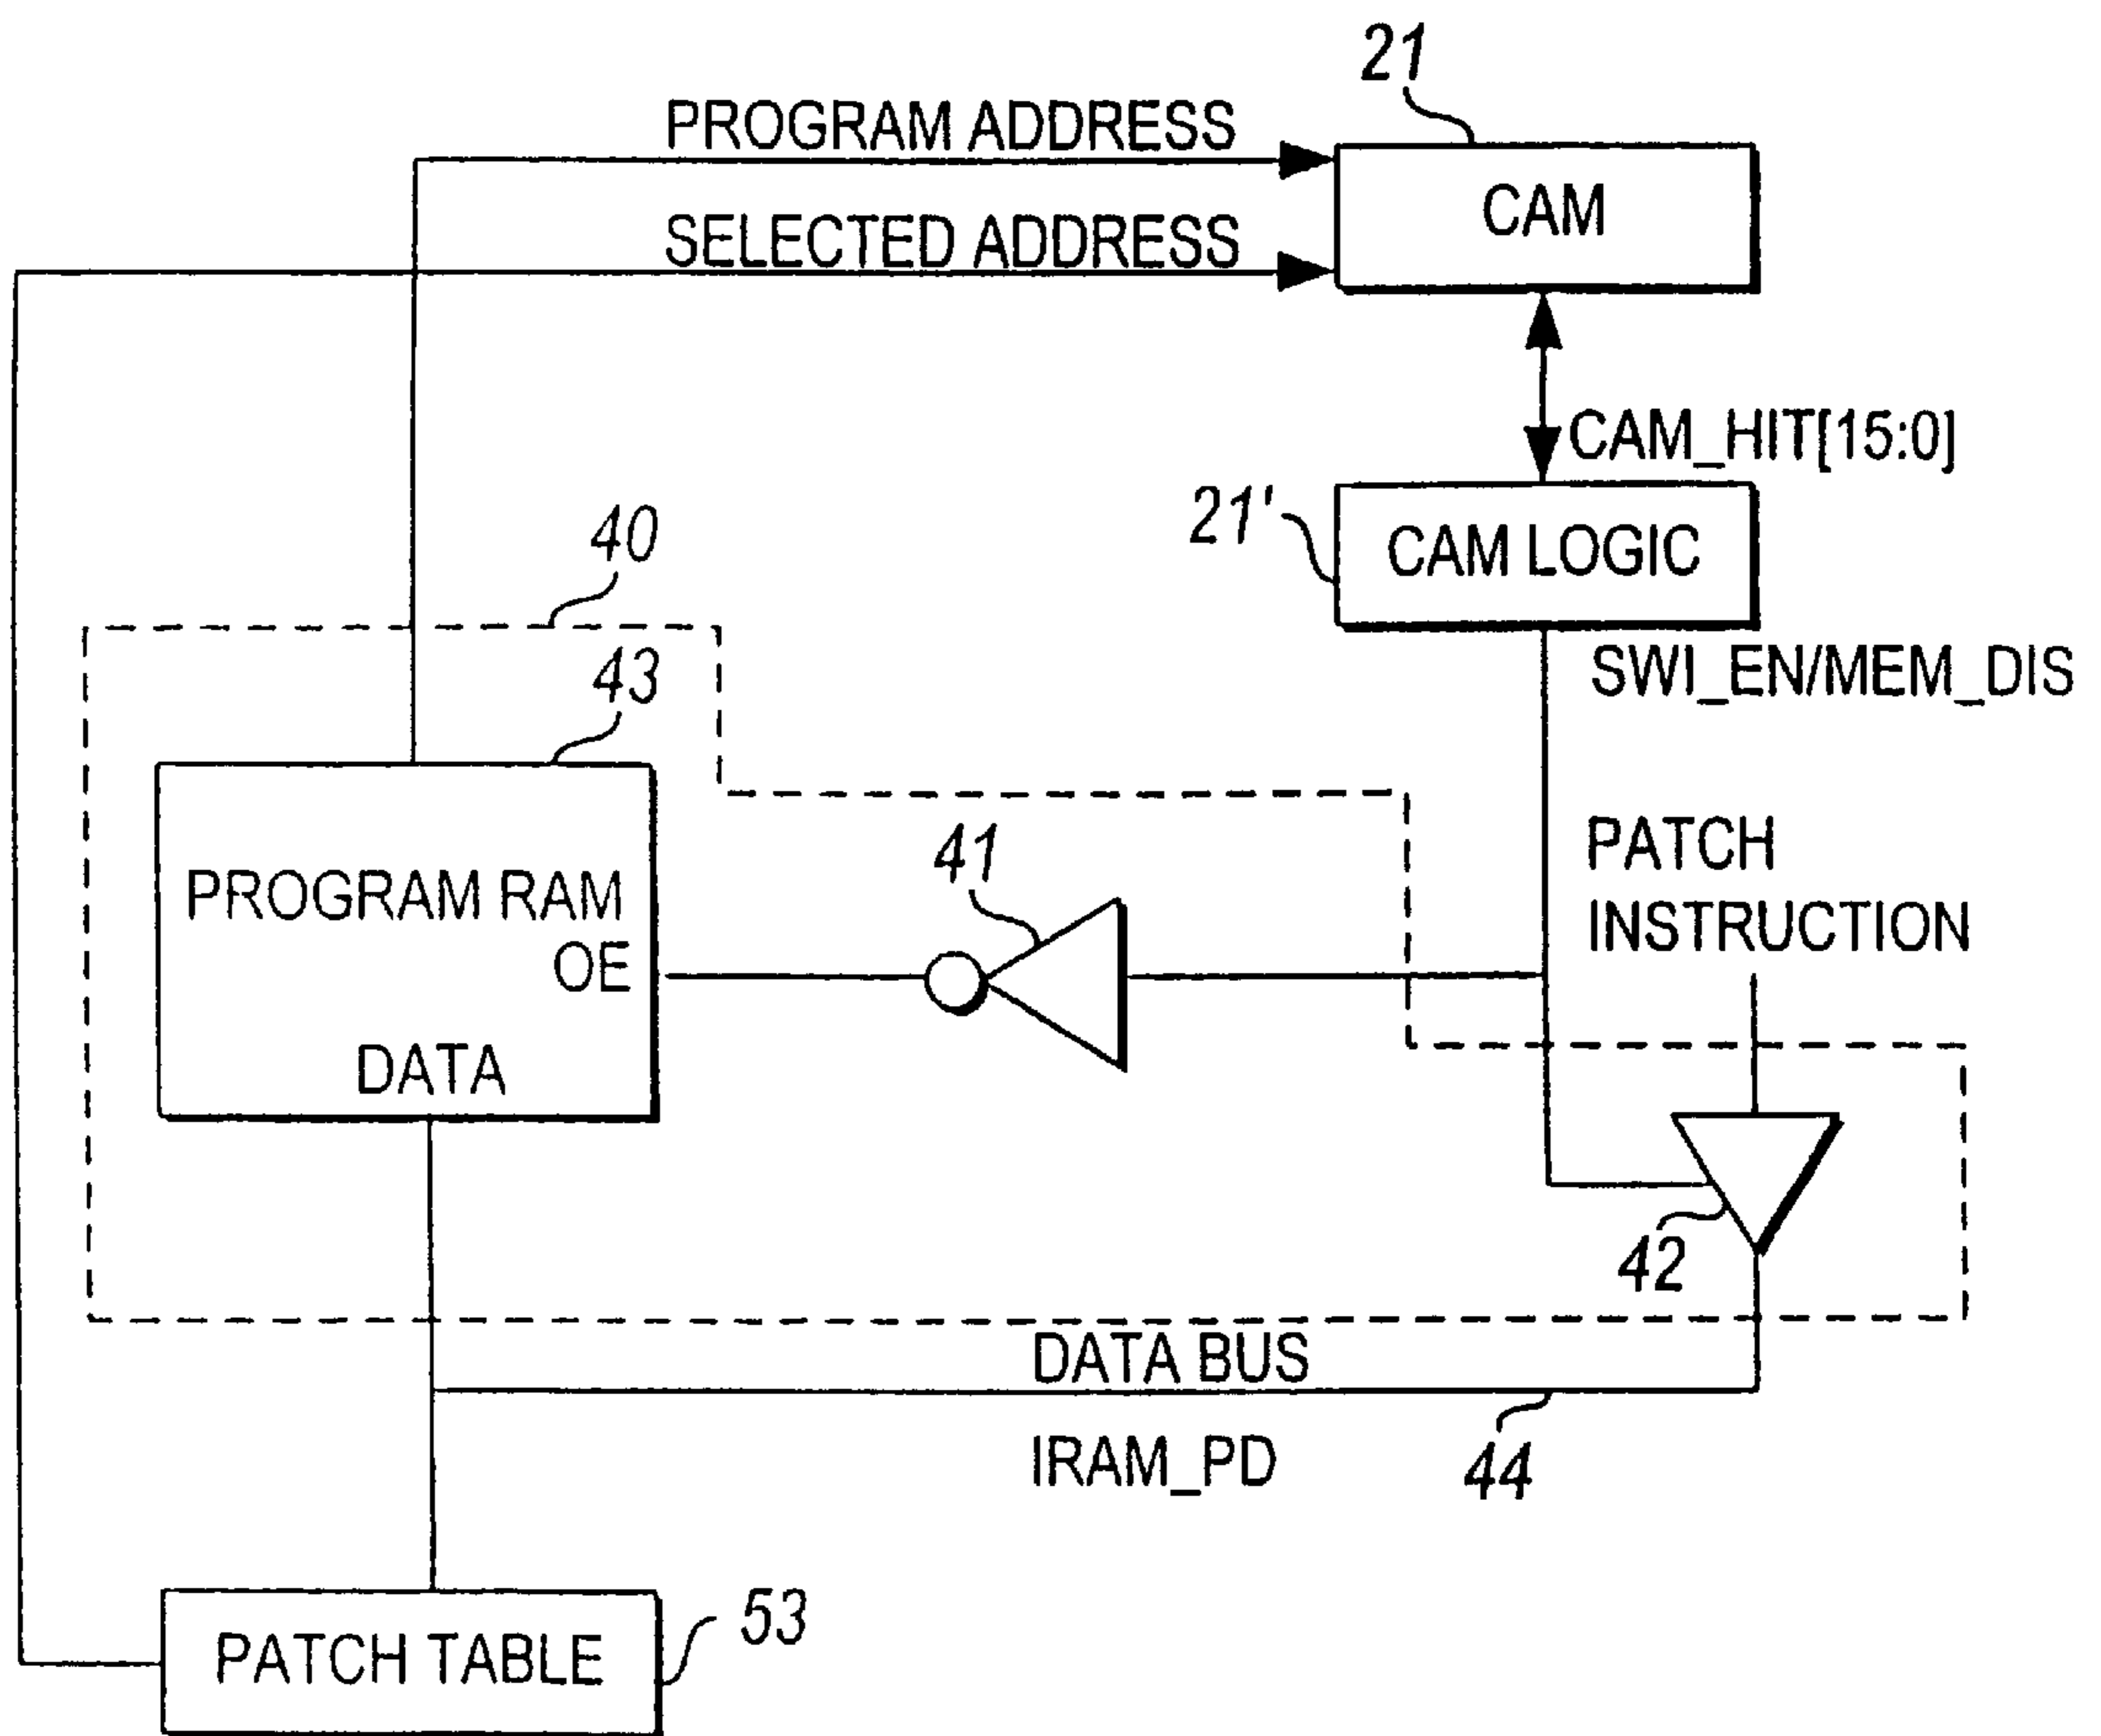 21
PROGRAM ADDRESS
CAM
SELECTED ADDRESS
CAM_HIT[15:0]
21'
CAM LOGIC
40
SWI_EN/MEM_DIS
43
PATCH
INSTRUCTION
41
PROGRAM RAM
OE
DATA
42
DATA BUS
IRAM_PD
44
53
PATCH TABLE